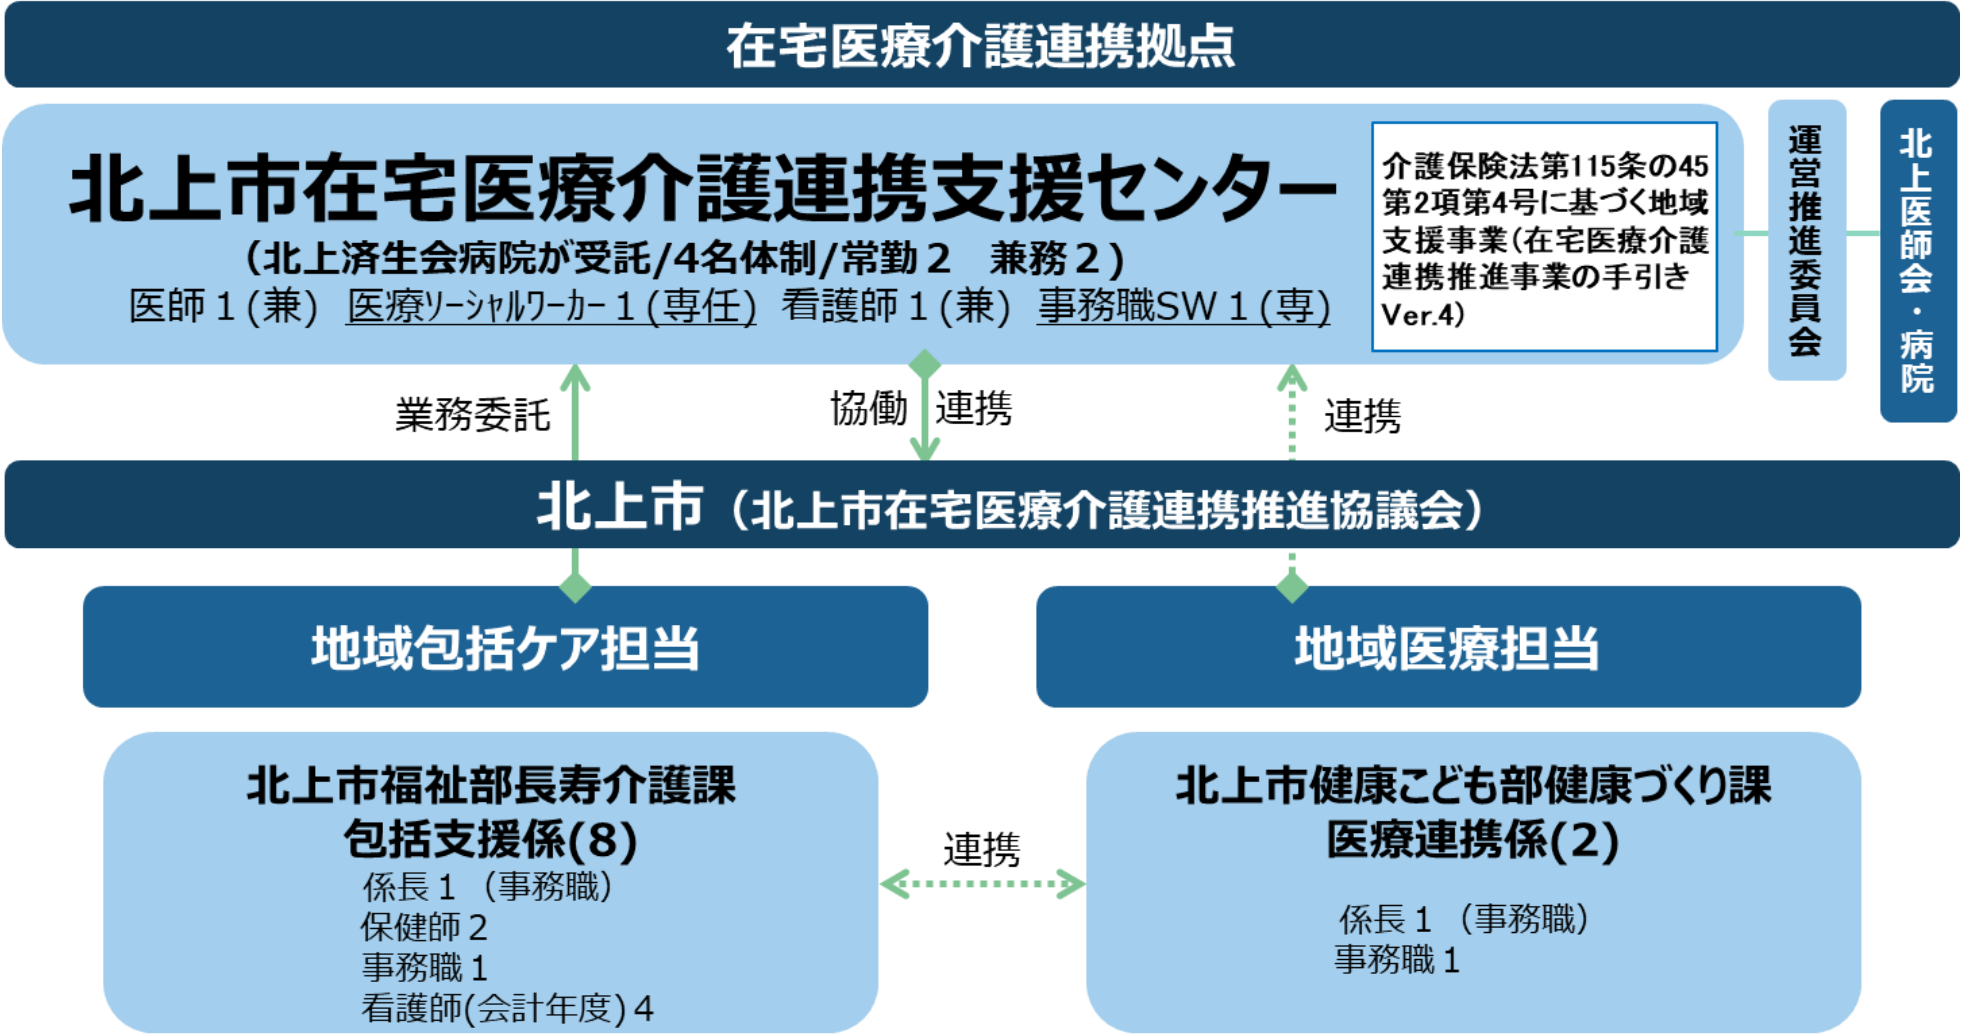 在宅医療介護連携拠点
北上市在宅医療介護連携支援センター
（北上済生会病院が受託/4名体制/常勤２　兼務２）
医師１(兼)　医療ソーシャルワーカー１(専任)　看護師１(兼)　事務職SW１(専)
介護保険法第115条の45
第2項第4号に基づく地域
支援事業（在宅医療介護
連携推進事業の手引き
Ver.4）
運営推進委員会
北上医師会・病院
業務委託
協働
連携
連携
北上市（北上市在宅医療介護連携推進協議会）
地域包括ケア担当
地域医療担当
北上市福祉部長寿介護課
包括支援係(8)
係長１（事務職）
保健師２
事務職１
看護師(会計年度)４
連携
北上市健康こども部健康づくり課
医療連携係(2)
係長１（事務職）
事務職１